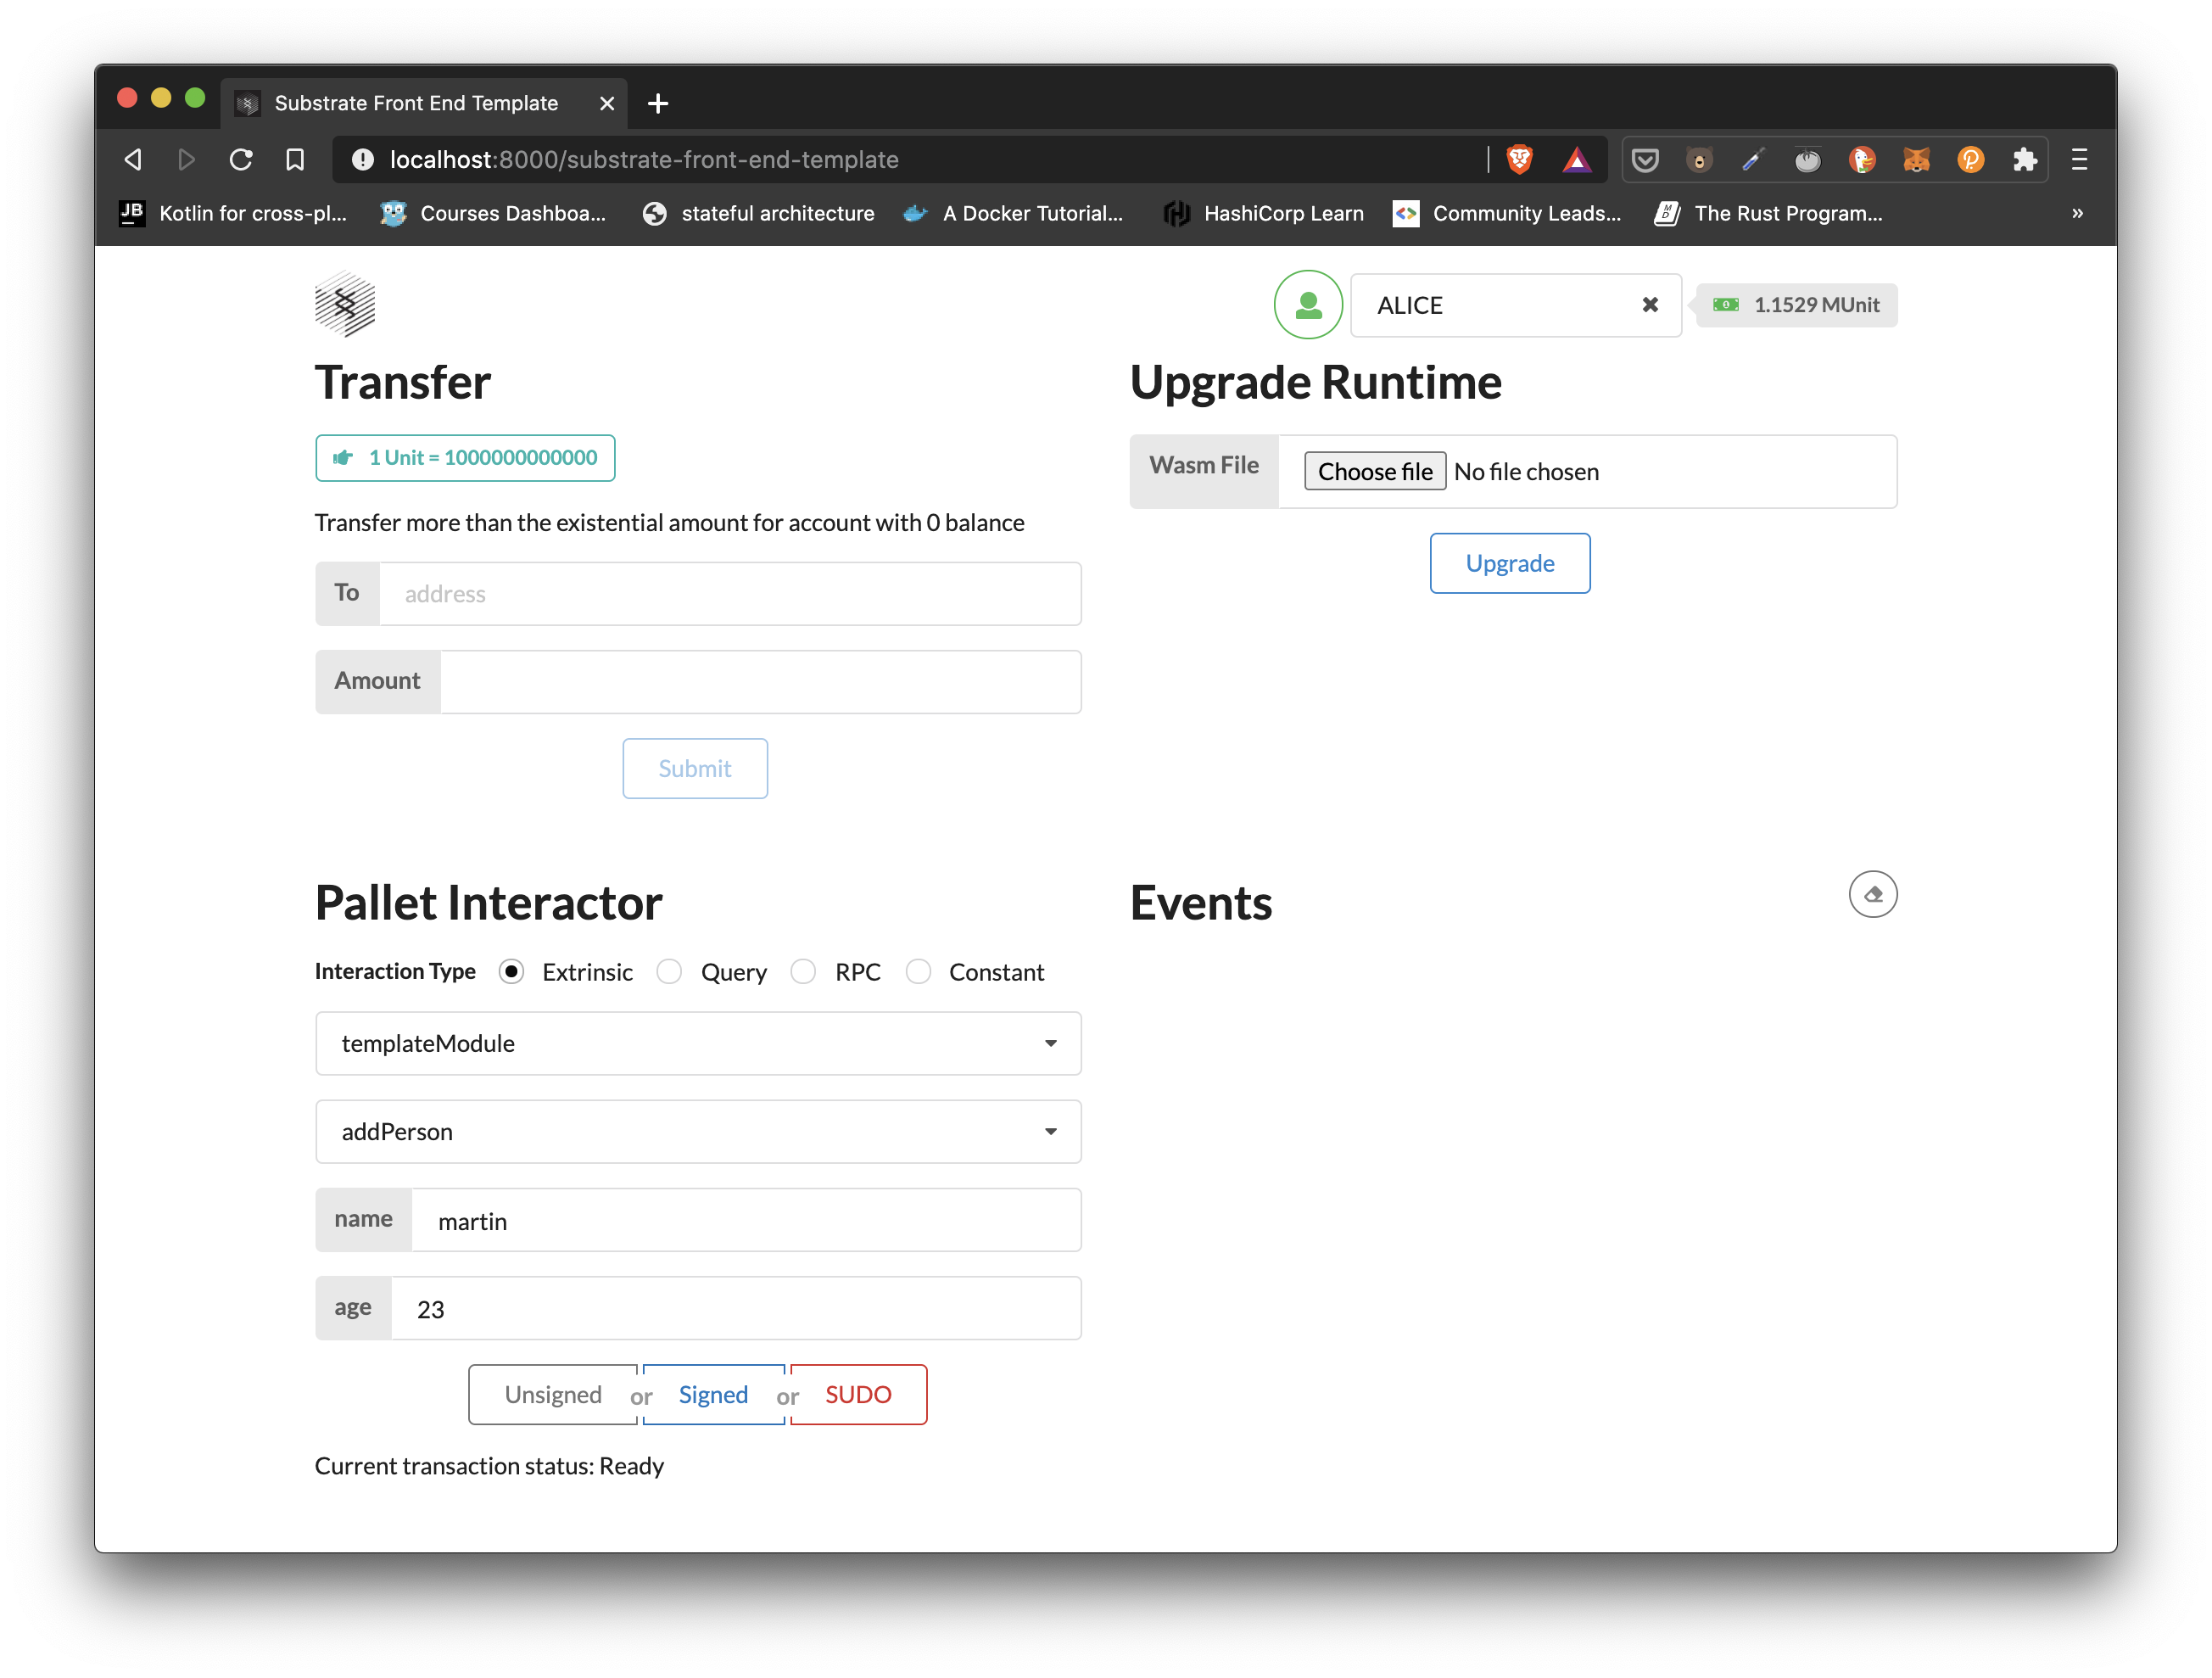 Substrate Front End Template
localhost:8000/substrate-front-end-template
JB Kotlin for cross-pl... Courses Dashboa... stateful architecture A Docker Tutorial... HashiCorp Learn Community Leads... The Rust Program... »
ALICE 1.1529 MUnit
Transfer
1 Unit = 1000000000000
Transfer more than the existential amount for account with 0 balance
To address
Amount
Submit
Upgrade Runtime
Wasm File Choose file No file chosen
Upgrade
Pallet Interactor
Interaction Type Extrinsic Query RPC Constant
templateModule
addPerson
name martin
age 23
Unsigned or Signed or SUDO
Current transaction status: Ready
Events